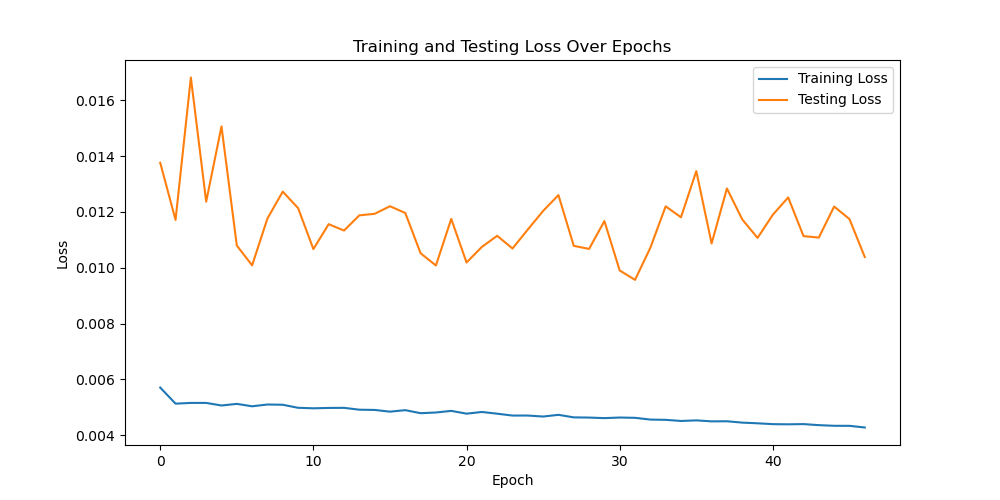 Training and Testing Loss Over Epochs
Training Loss
Testing Loss
0.016
0.014
0.012
0.010
0.008
0.006
0.004
Loss
0 10 20 30 40
Epoch